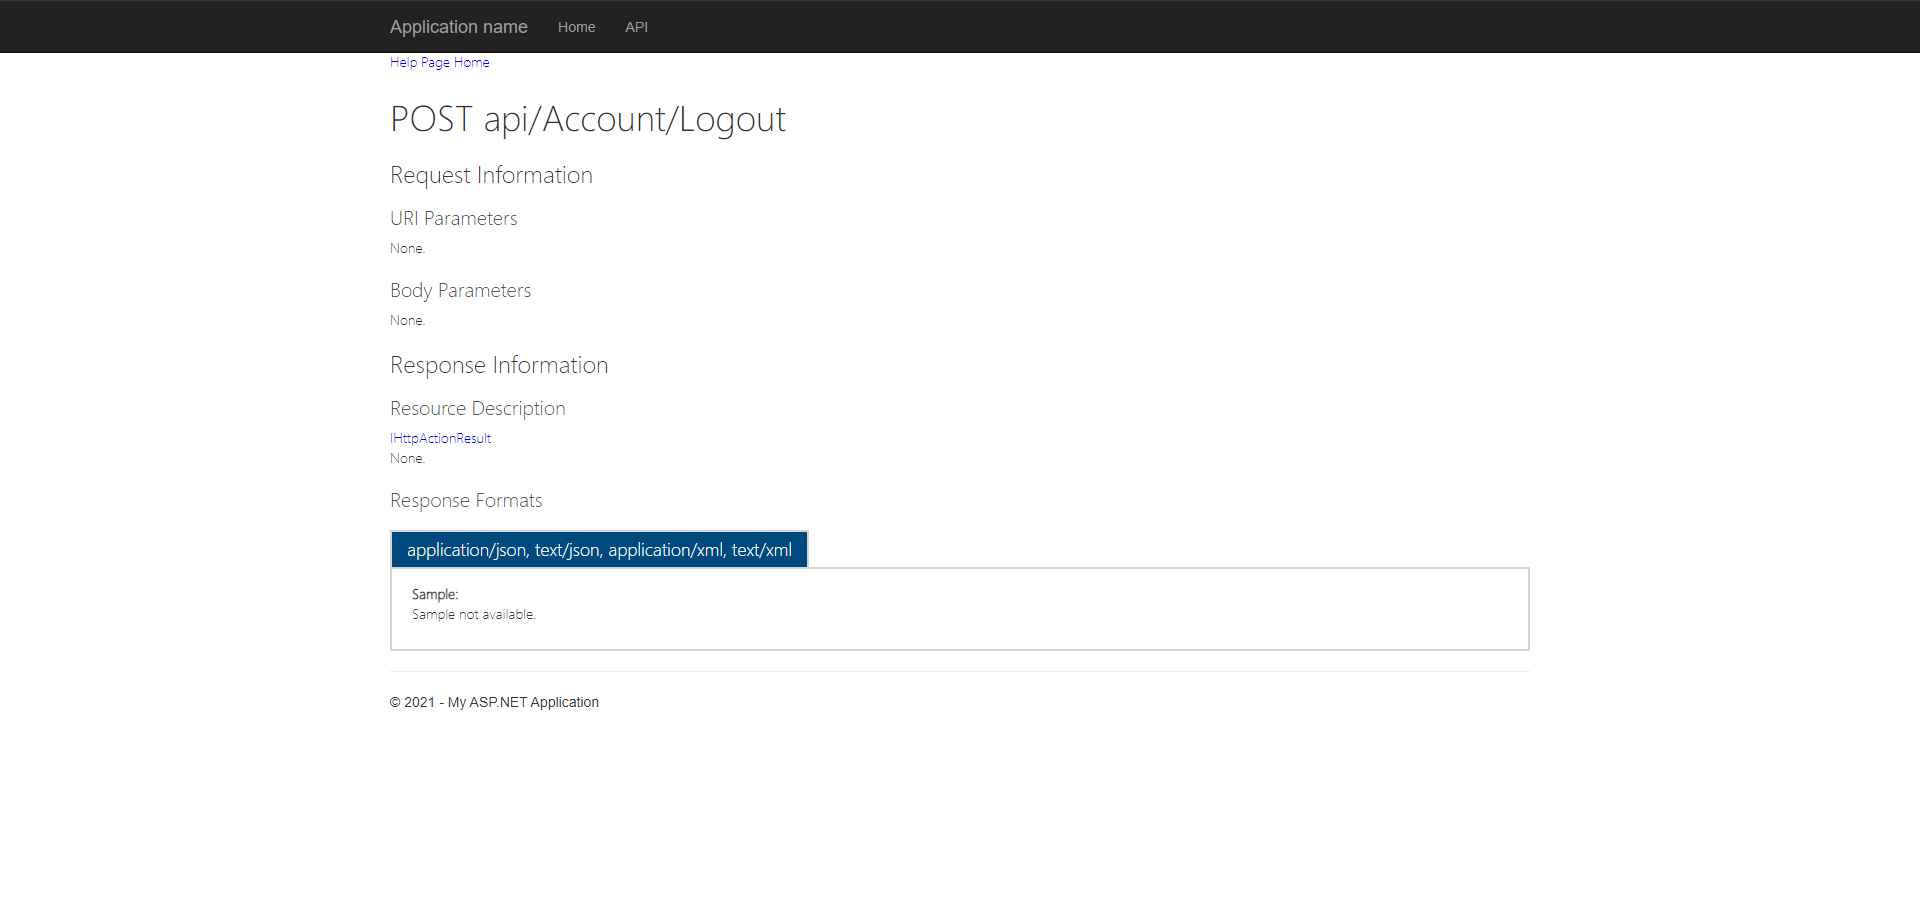 Application name Home API
Help Page Home
POST api/Account/Logout
Request Information
URI Parameters
None.
Body Parameters
None.
Response Information
Resource Description
IHttpActionResult
None.
Response Formats
application/json, text/json, application/xml, text/xml
Sample:
Sample not available.
© 2021 - My ASP.NET Application